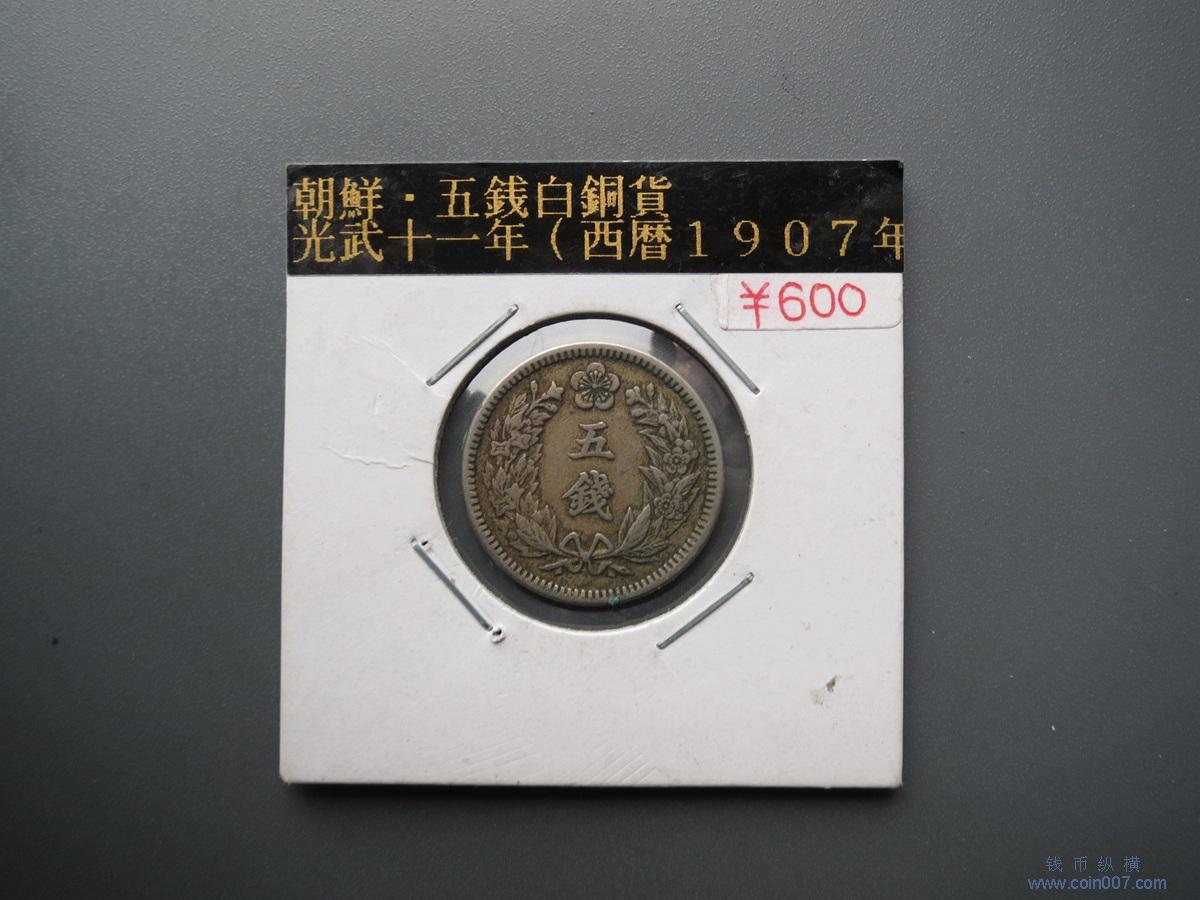 朝鮮・五銭白銅貨
光武十一年（西暦１９０７年
¥600
五
錢
钱币纵横
www.coin007.com